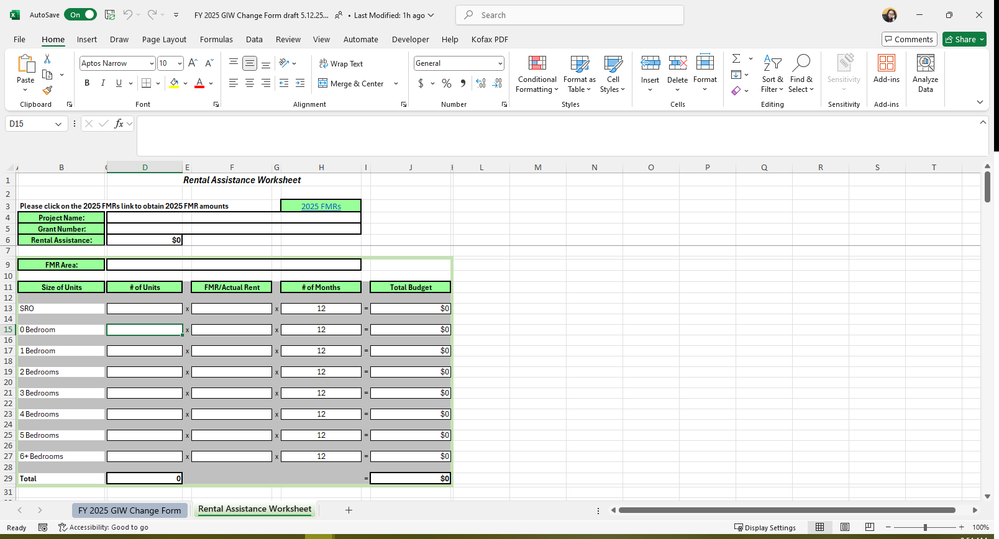 AutoSave On FY 2025 GIW Change Form draft 5.12.25... • Last Modified: 1h ago Search
File Home Insert Draw Page Layout Formulas Data Review View Automate Developer Help Kofax PDF Comments Share
Paste Aptos Narrow 10 A A ab Wrap Text General Conditional Formatting Format as Table Cell Styles Insert Delete Format Sort & Filter Find & Select Sensitivity Add-ins Analyze Data
B I U A Merge & Center $ %
Clipboard Font Alignment Number Styles Cells Editing Sensitivity Add-ins
D15 fx
B D E F G H I J L M N O P Q R S T
1 Rental Assistance Worksheet
2
3 Please click on the 2025 FMRs link to obtain 2025 FMR amounts 2025 FMRs
4 Project Name:
5 Grant Number:
6 Rental Assistance: $0
7
9 FMR Area:
10
11 Size of Units # of Units FMR/Actual Rent # of Months Total Budget
12
13 SRO x x 12 = $0
14
15 0 Bedroom x x 12 = $0
16
17 1 Bedroom x x 12 = $0
18
19 2 Bedrooms x x 12 = $0
20
21 3 Bedrooms x x 12 = $0
22
23 4 Bedrooms x x 12 = $0
24
25 5 Bedrooms x x 12 = $0
26
27 6+ Bedrooms x x 12 = $0
28
29 Total 0 = $0
31
FY 2025 GIW Change Form Rental Assistance Worksheet
Ready Accessibility: Good to go Display Settings 100%